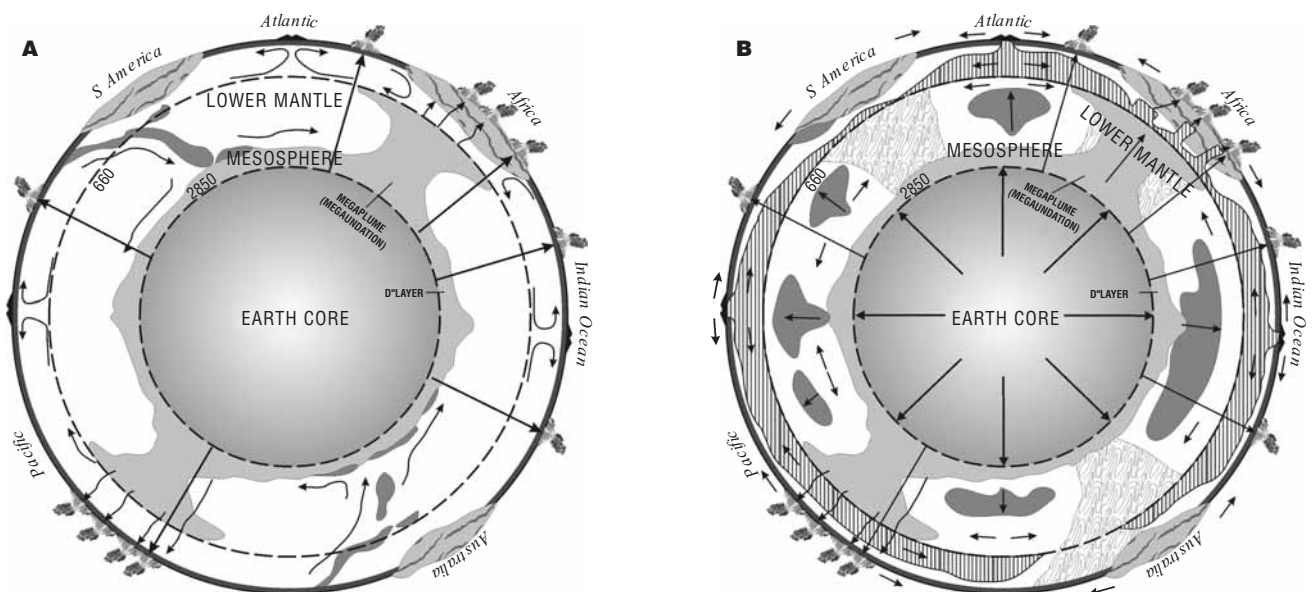 A
Atlantic
S America
Africa
LOWER MANTLE
MESOSPHERE
660
2850
MEGAPLUME
(MEGAUNDATION)
D"LAYER
EARTH CORE
Indian Ocean
Pacific
Australia
B
Atlantic
S America
Africa
LOWER MANTLE
MESOSPHERE
660
2850
MEGAPLUME
(MEGAUNDATION)
D"LAYER
EARTH CORE
Indian Ocean
Pacific
Australia